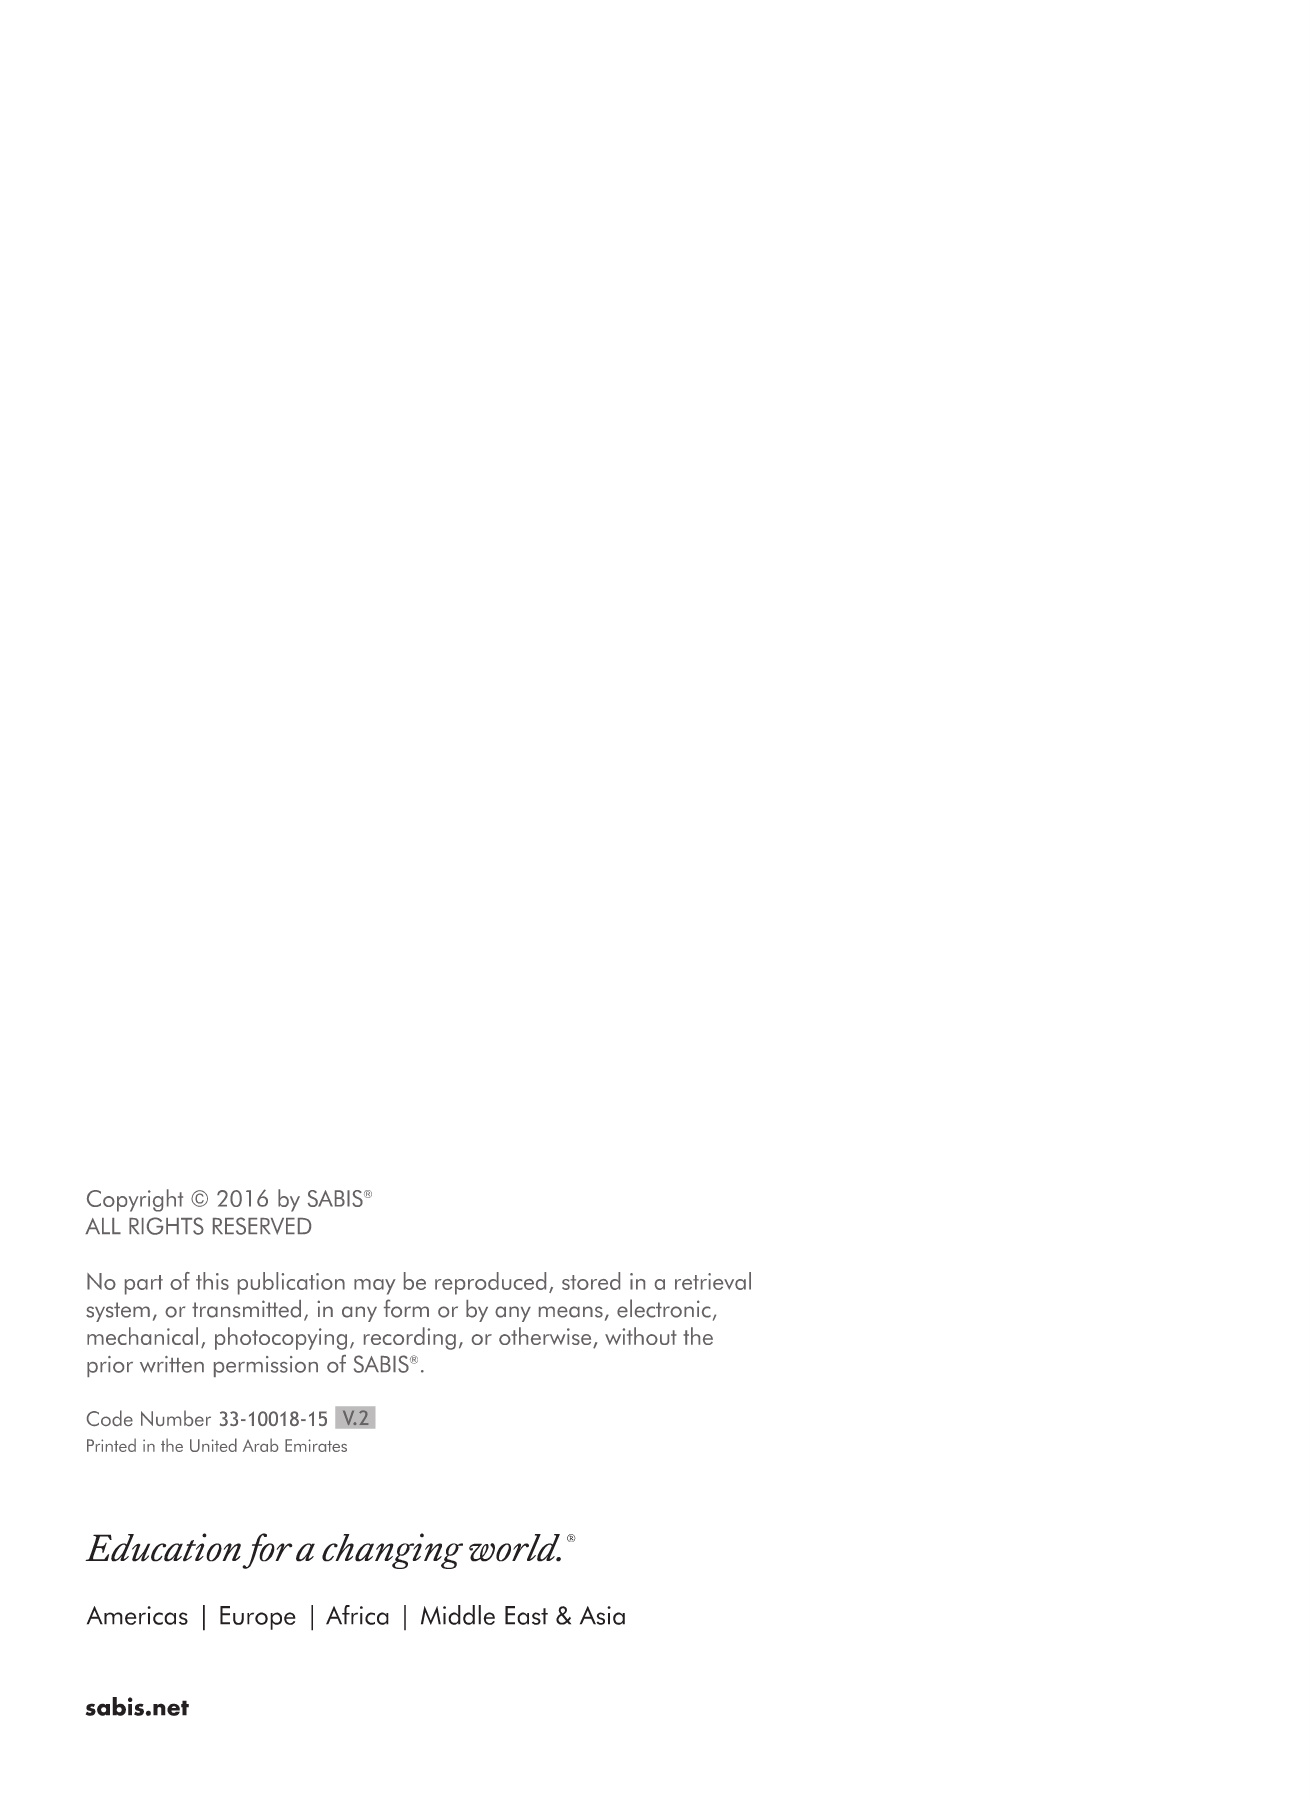 Copyright © 2016 by SABIS®
ALL RIGHTS RESERVED
No part of this publication may be reproduced, stored in a retrieval
system, or transmitted, in any form or by any means, electronic,
mechanical, photocopying, recording, or otherwise, without the
prior written permission of SABIS®.
Code Number 33-10018-15 V.2
Printed in the United Arab Emirates
Education for a changing world.®
Americas | Europe | Africa | Middle East & Asia
sabis.net